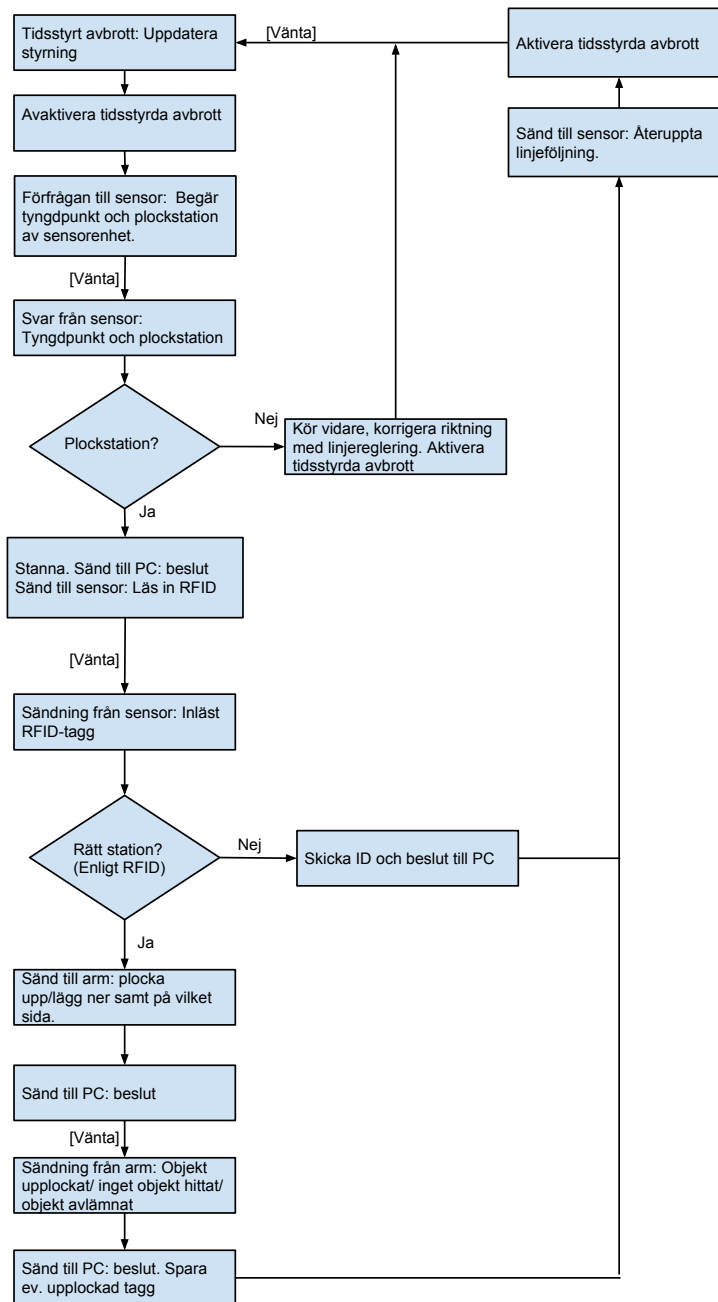 Tidsstyrt avbrott: Uppdatera
styrning
[Vänta]
Aktivera tidsstyrda avbrott
Avaktivera tidsstyrda avbrott
Sänd till sensor: Återuppta
linjeföljning.
Förfrågan till sensor:  Begär
tyngdpunkt och plockstation
av sensorenhet.
[Vänta]
Svar från sensor:
Tyngdpunkt och plockstation
Plockstation?
Nej
Kör vidare, korrigera riktning
med linjereglering. Aktivera
tidsstyrda avbrott
Ja
Stanna. Sänd till PC: beslut
Sänd till sensor: Läs in RFID
[Vänta]
Sändning från sensor: Inläst
RFID-tagg
Rätt station?
(Enligt RFID)
Nej
Skicka ID och beslut till PC
Ja
Sänd till arm: plocka
upp/lägg ner samt på vilket
sida.
Sänd till PC: beslut
[Vänta]
Sändning från arm: Objekt
upplockat/ inget objekt hittat/
objekt avlämnat
Sänd till PC: beslut. Spara
ev. upplockad tagg